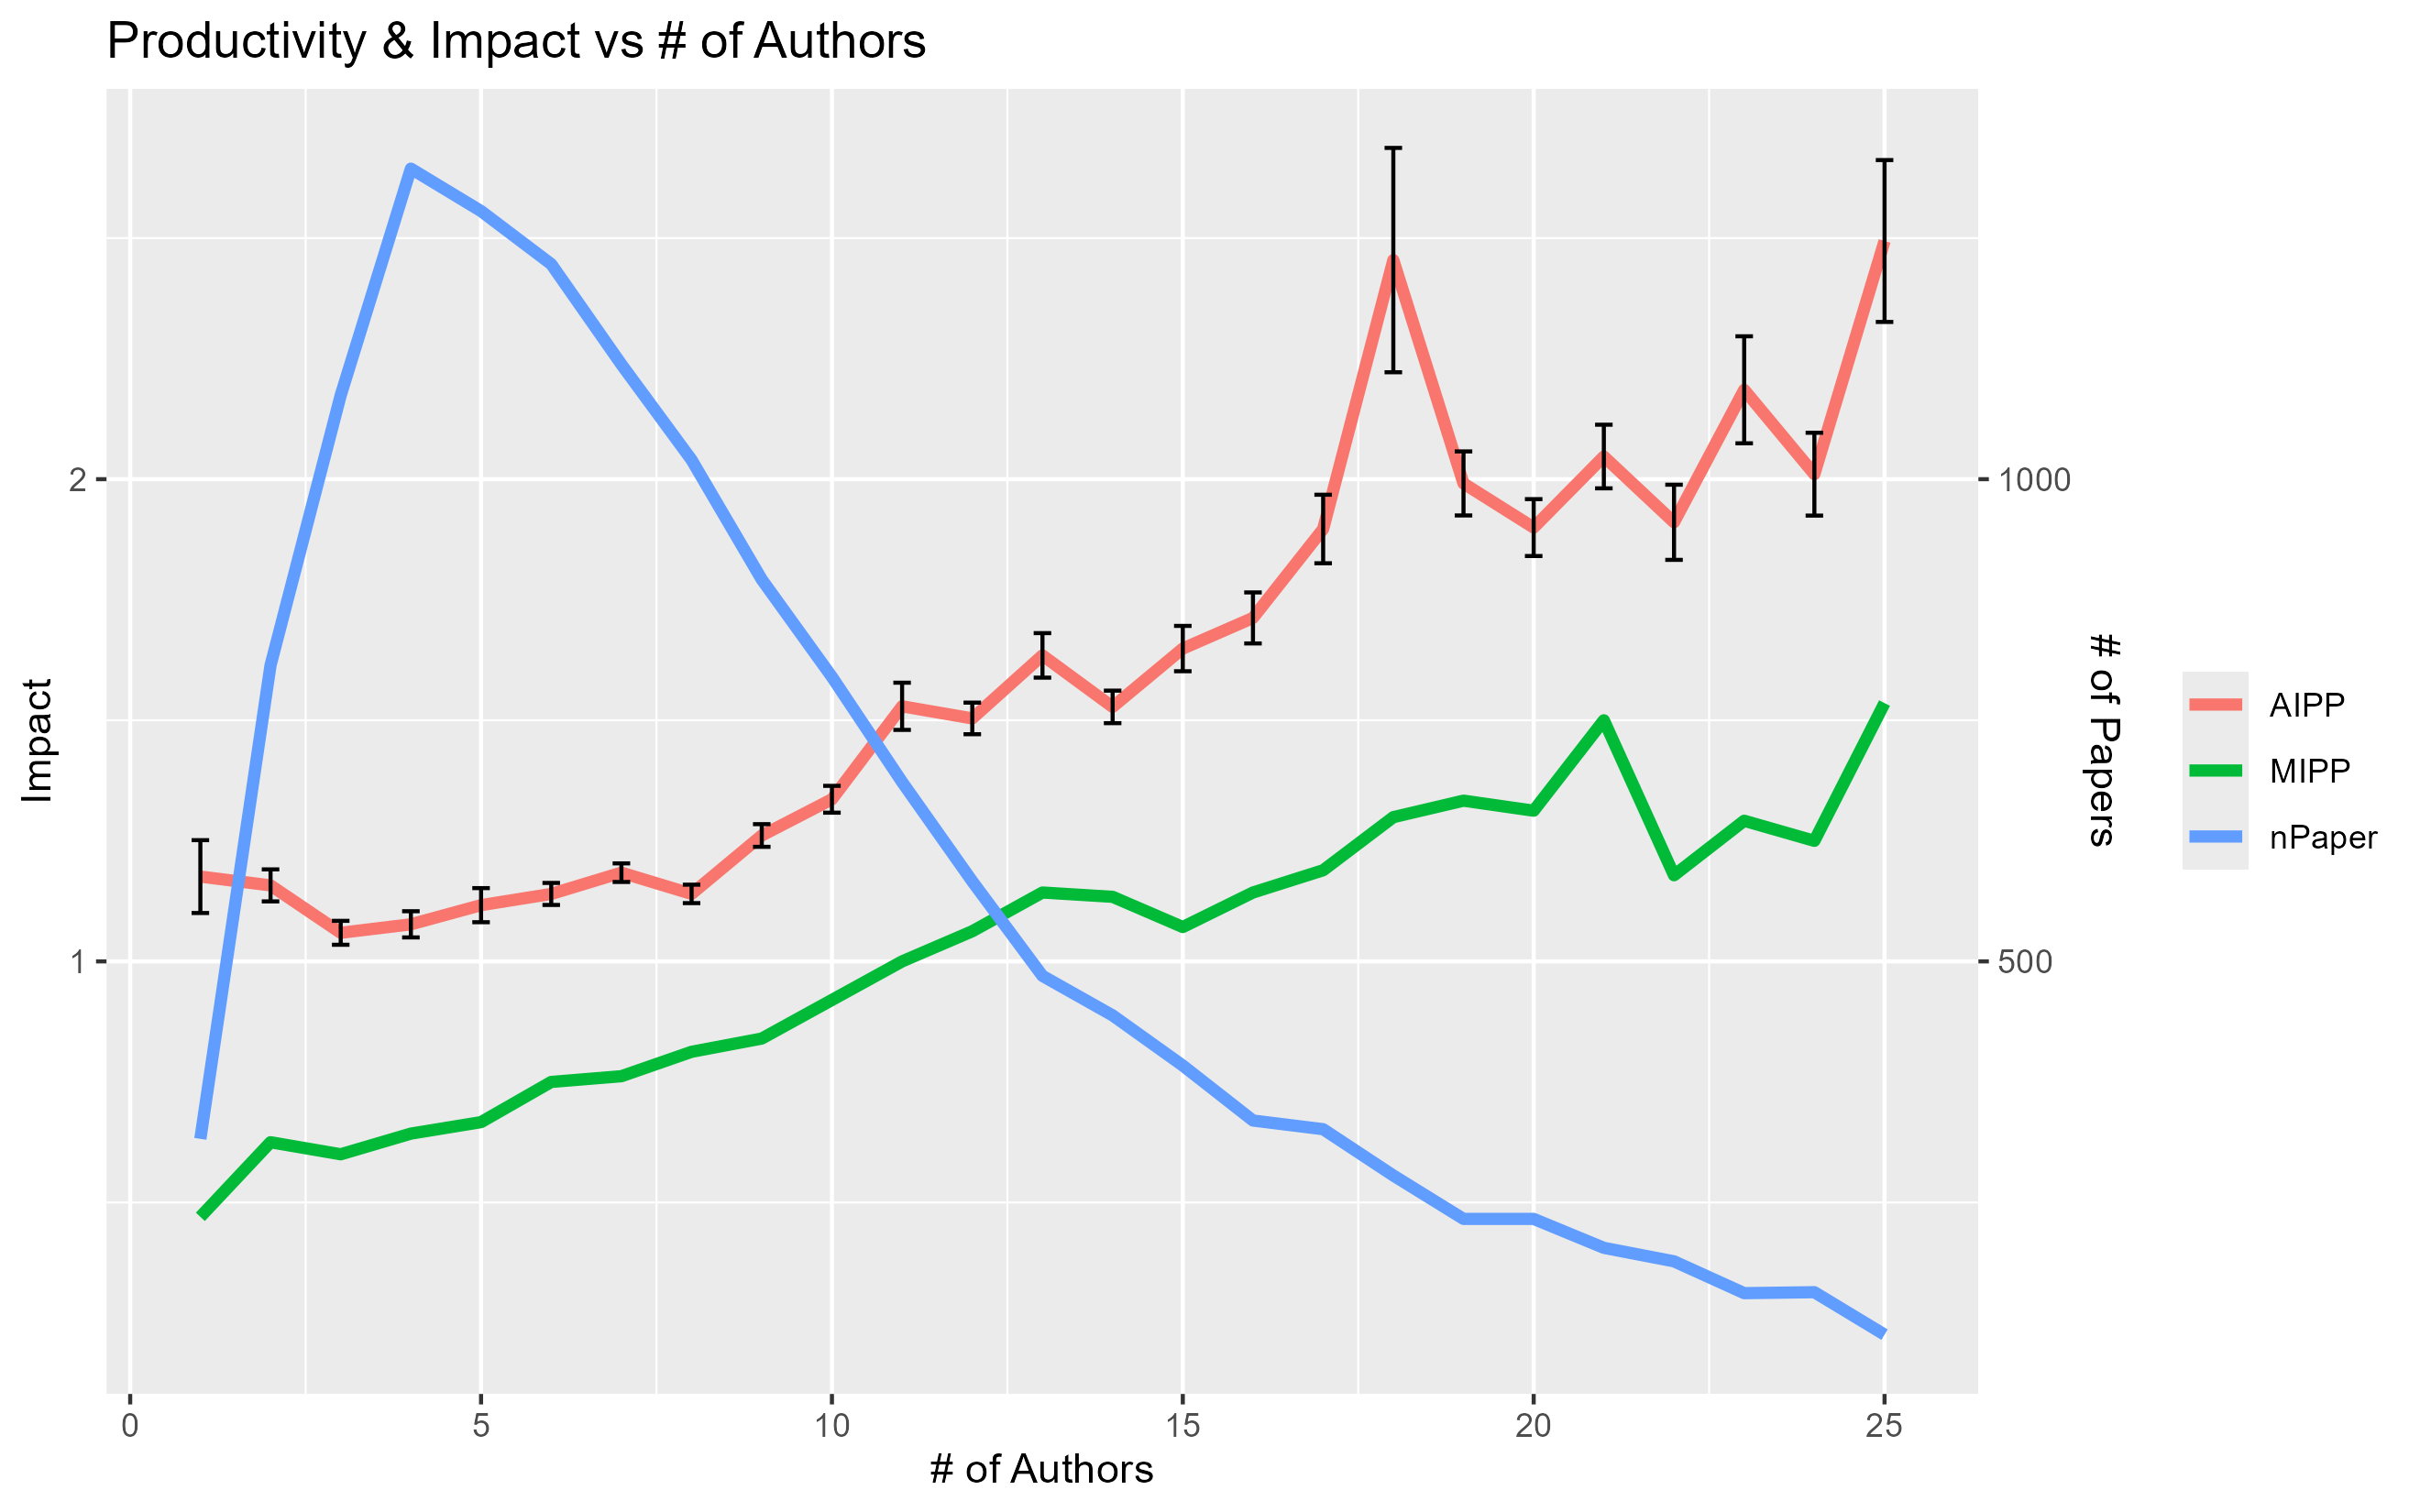 Productivity & Impact vs # of Authors
Impact
2
1
1000
500
# of Papers
AIPP
MIPP
nPaper
0 5 10 15 20 25
# of Authors